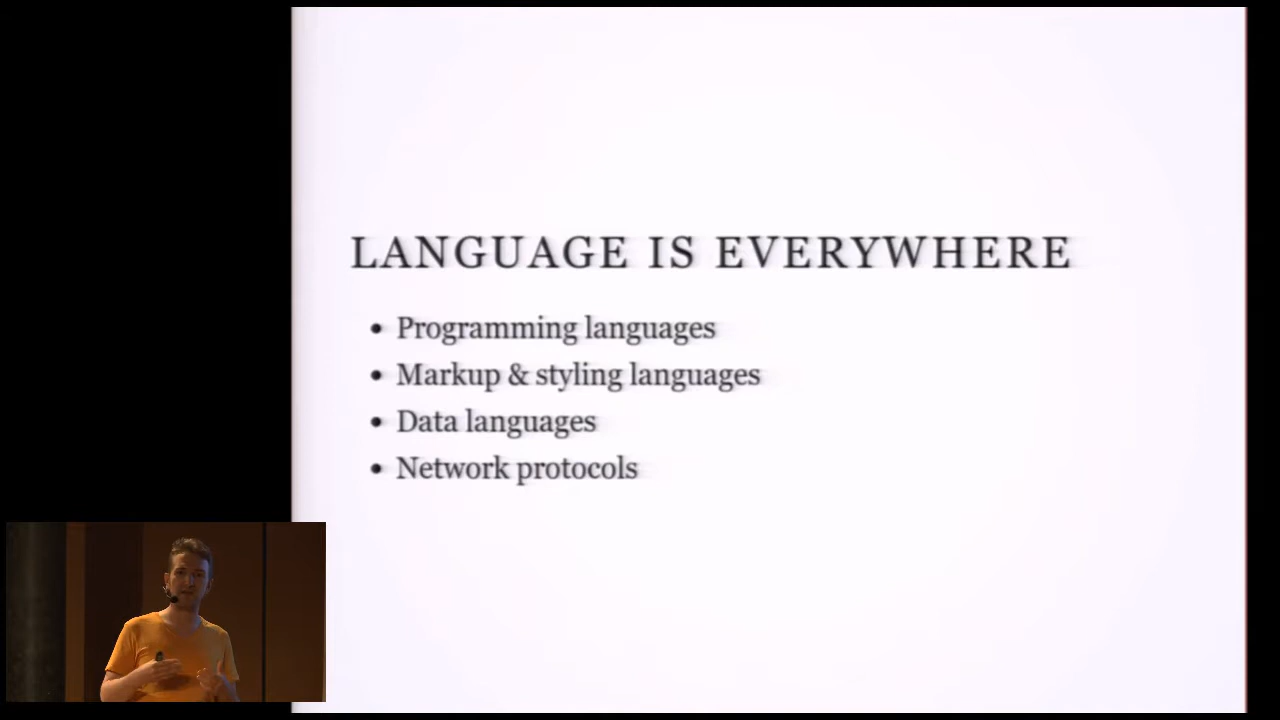 LANGUAGE IS EVERYWHERE
• Programming languages
• Markup & styling languages
• Data languages
• Network protocols